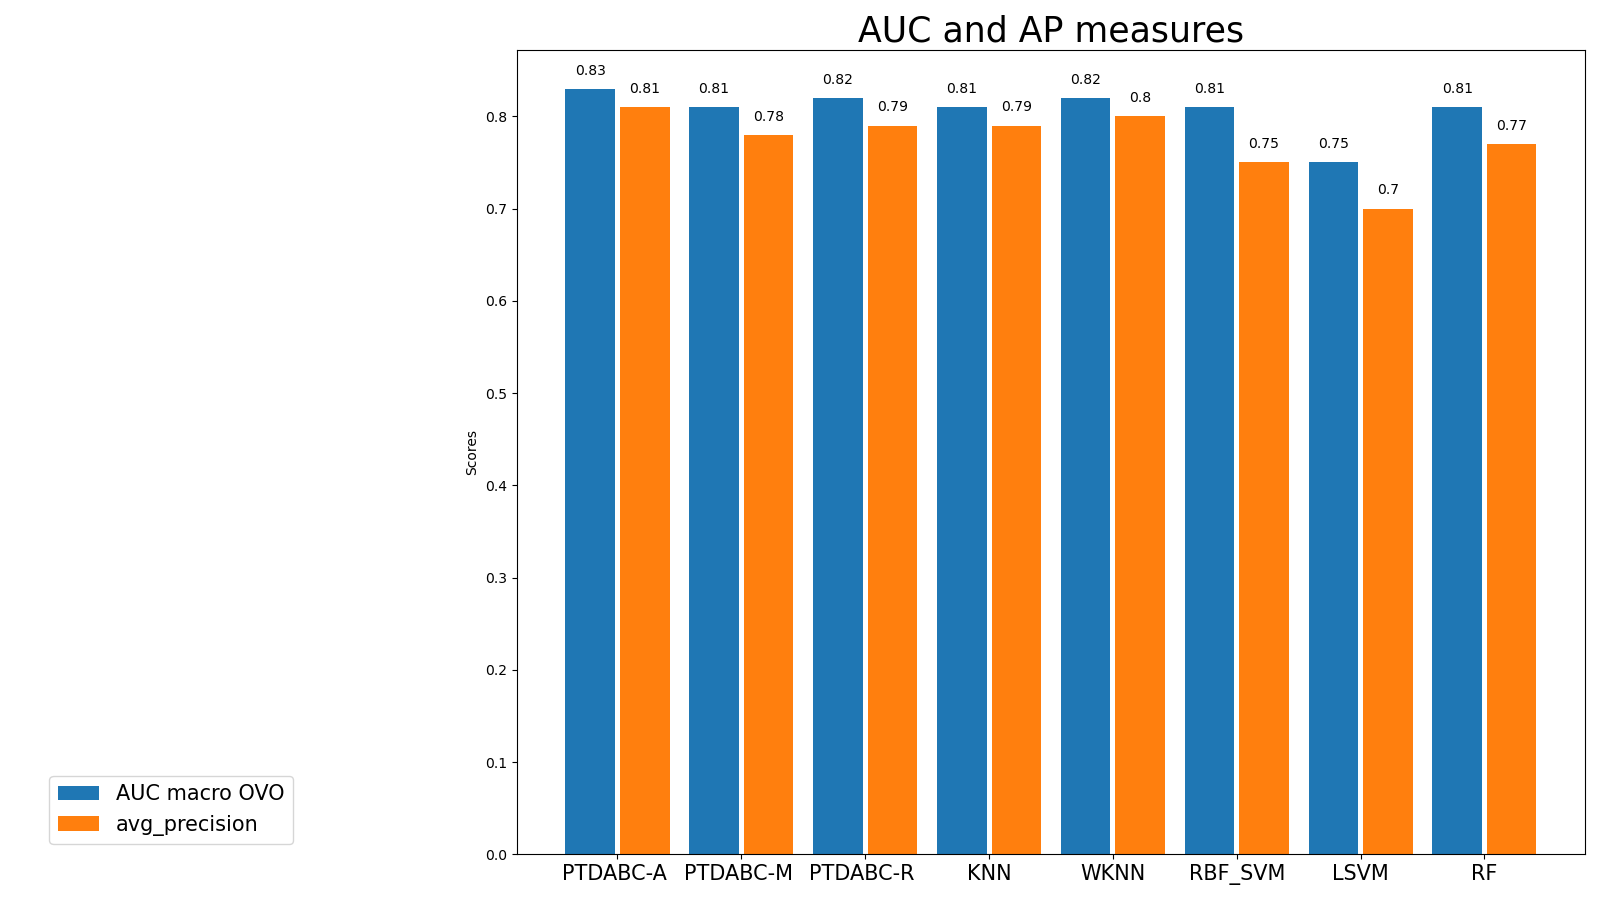 AUC and AP measures
0.83 0.81 0.81 0.78 0.82 0.79 0.81 0.79 0.82 0.8 0.81 0.75 0.75 0.7 0.81 0.77
0.8
0.7
0.6
0.5
0.4
0.3
0.2
0.1
0.0
Scores
PTDABC-A PTDABC-M PTDABC-R KNN WKNN RBF_SVM LSVM RF
AUC macro OVO
avg_precision